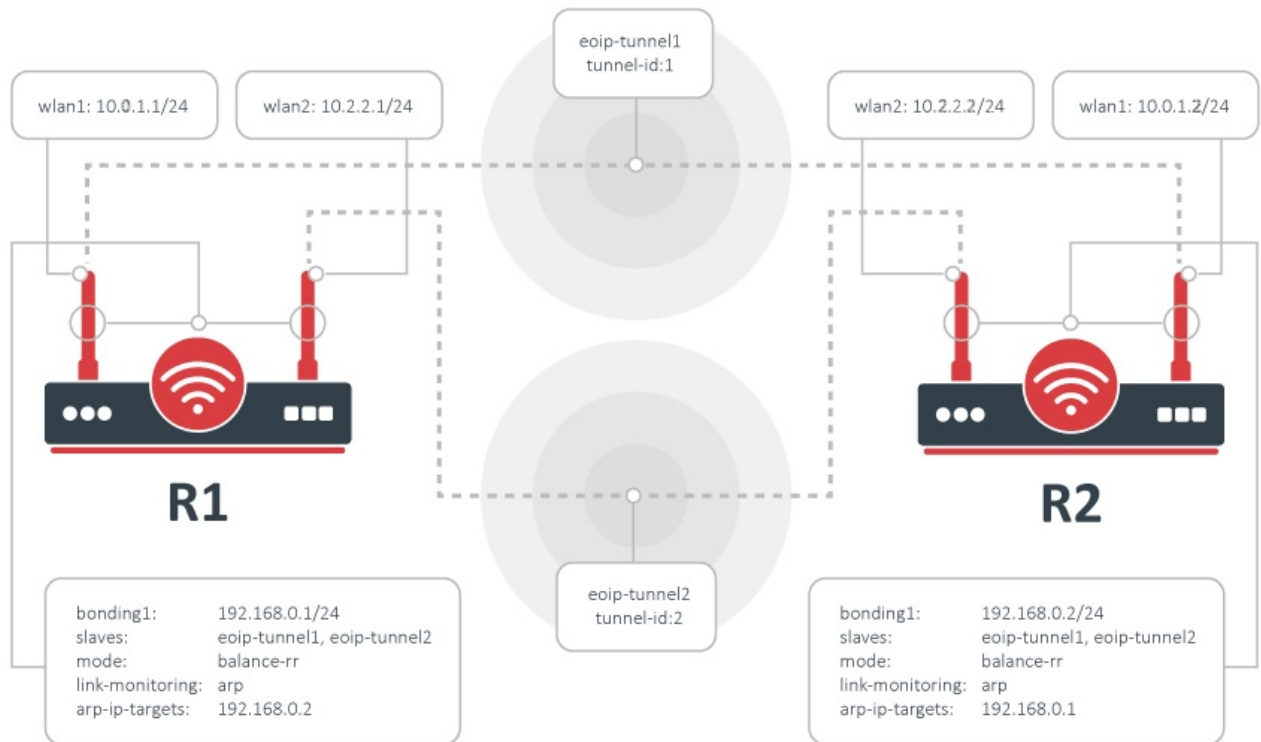 eoip-tunnel1
tunnel-id:1
wlan1: 10.0.1.1/24
wlan2: 10.2.2.1/24
wlan2: 10.2.2.2/24
wlan1: 10.0.1.2/24
R1
R2
eoip-tunnel2
tunnel-id:2
bonding1: 192.168.0.1/24
slaves: eoip-tunnel1, eoip-tunnel2
mode: balance-rr
link-monitoring: arp
arp-ip-targets: 192.168.0.2
bonding1: 192.168.0.2/24
slaves: eoip-tunnel1, eoip-tunnel2
mode: balance-rr
link-monitoring: arp
arp-ip-targets: 192.168.0.1